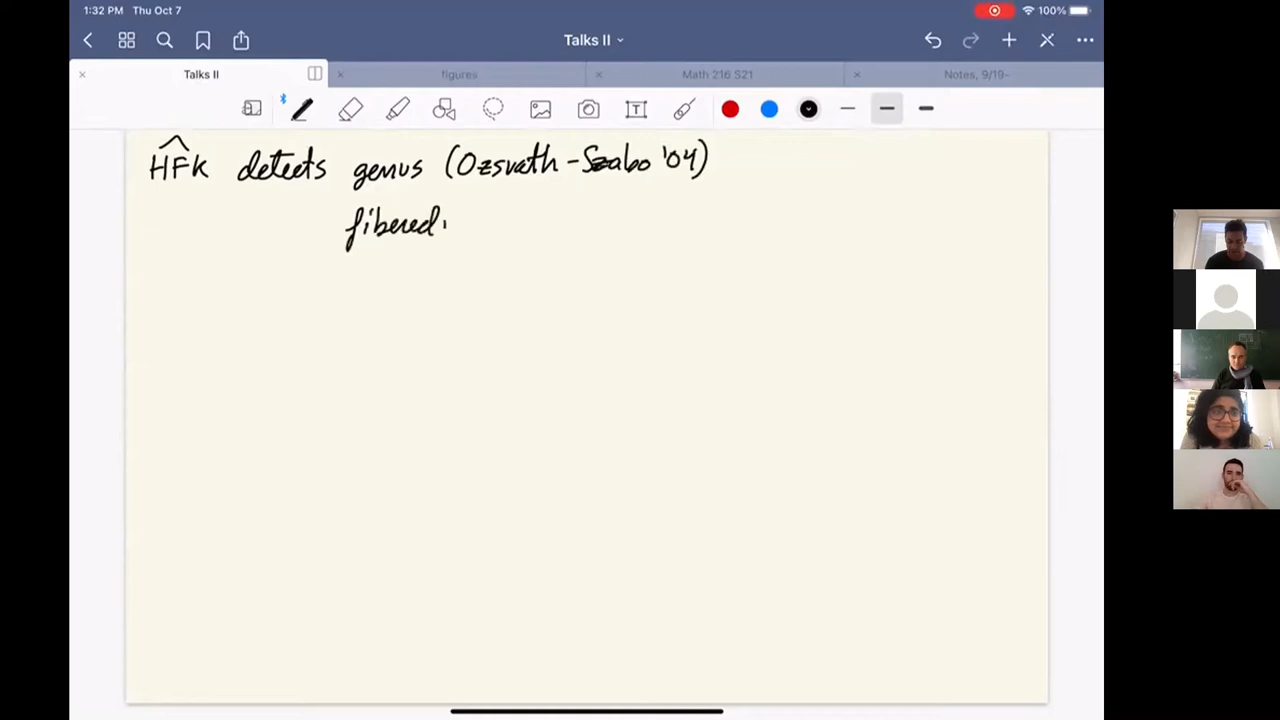 1:32 PM Thu Oct 7
100%
Talks II
Talks II
figures
Math 216 S21
Notes, 9/19-
T
ĤFK detects genus (Ozsvath-Szabo '04)
fibered